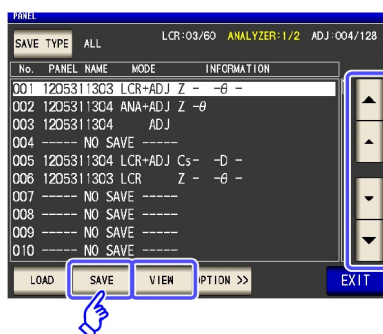 PANEL
SAVE TYPE ALL LCR:03/60 ANALYZER:1/2 ADJ:004/128
No. PANEL NAME MODE INFORMATION
001 1205311303 LCR+ADJ Z - -θ -
002 1205311304 ANA+ADJ Z -θ
003 1205311304 ADJ
004 ----- NO SAVE -----
005 1205311304 LCR+ADJ Cs- -D -
006 1205311303 LCR Z - -θ -
007 ----- NO SAVE -----
008 ----- NO SAVE -----
009 ----- NO SAVE -----
010 ----- NO SAVE -----
LOAD SAVE VIEW OPTION >> EXIT